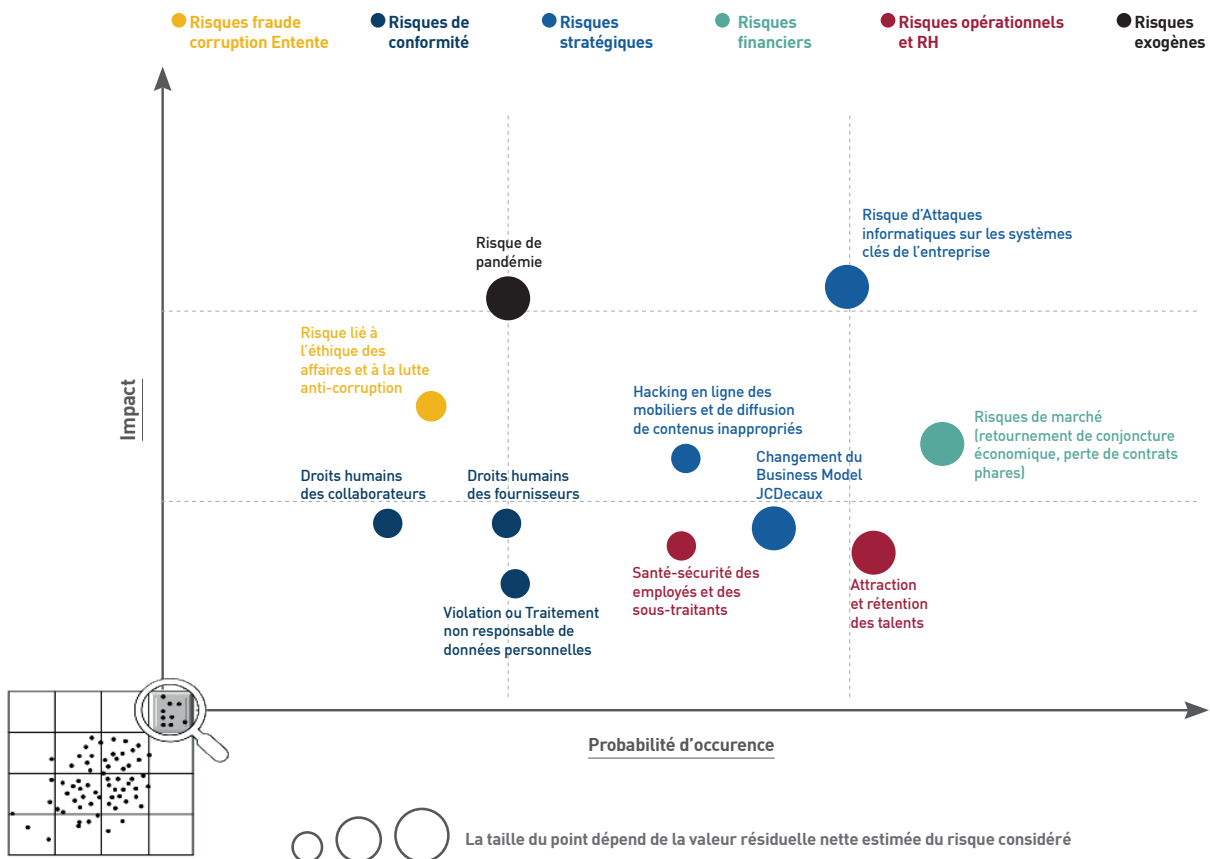 Risques fraude
corruption Entente
Risques de
conformité
Risques
stratégiques
Risques
financiers
Risques opérationnels
et RH
Risques
exogènes
Impact
Risque de
pandémie
Risque d'Attaques
informatiques sur les systèmes
clés de l'entreprise
Risque lié à
l'éthique des
affaires et à la lutte
anti-corruption
Hacking en ligne des
mobiliers et de diffusion
de contenus inappropriés
Risques de marché
(retournement de conjoncture
économique, perte de contrats
phares)
Droits humains
des collaborateurs
Droits humains
des fournisseurs
Changement du
Business Model
JCDecaux
Santé-sécurité des
employés et des
sous-traitants
Attraction
et rétention
des talents
Violation ou Traitement
non responsable de
données personnelles
Probabilité d'occurence
La taille du point dépend de la valeur résiduelle nette estimée du risque considéré